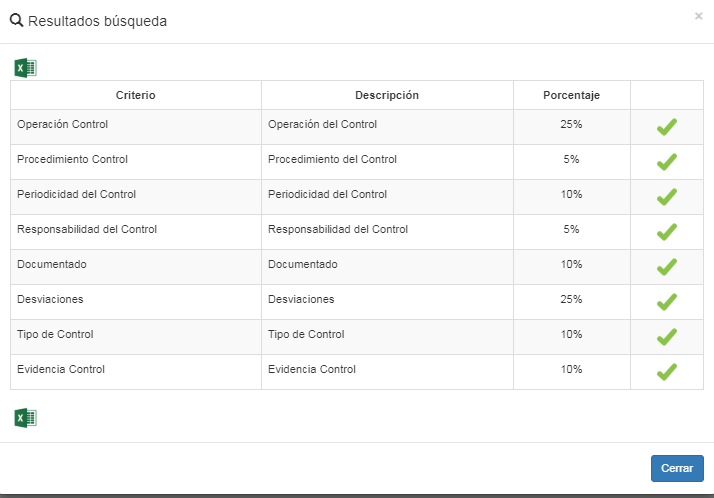 Resultados búsqueda
×
Criterio Descripción Porcentaje
Operación Control Operación del Control 25%
Procedimiento Control Procedimiento del Control 5%
Periodicidad del Control Periodicidad del Control 10%
Responsabilidad del Control Responsabilidad del Control 5%
Documentado Documentado 10%
Desviaciones Desviaciones 25%
Tipo de Control Tipo de Control 10%
Evidencia Control Evidencia Control 10%
Cerrar